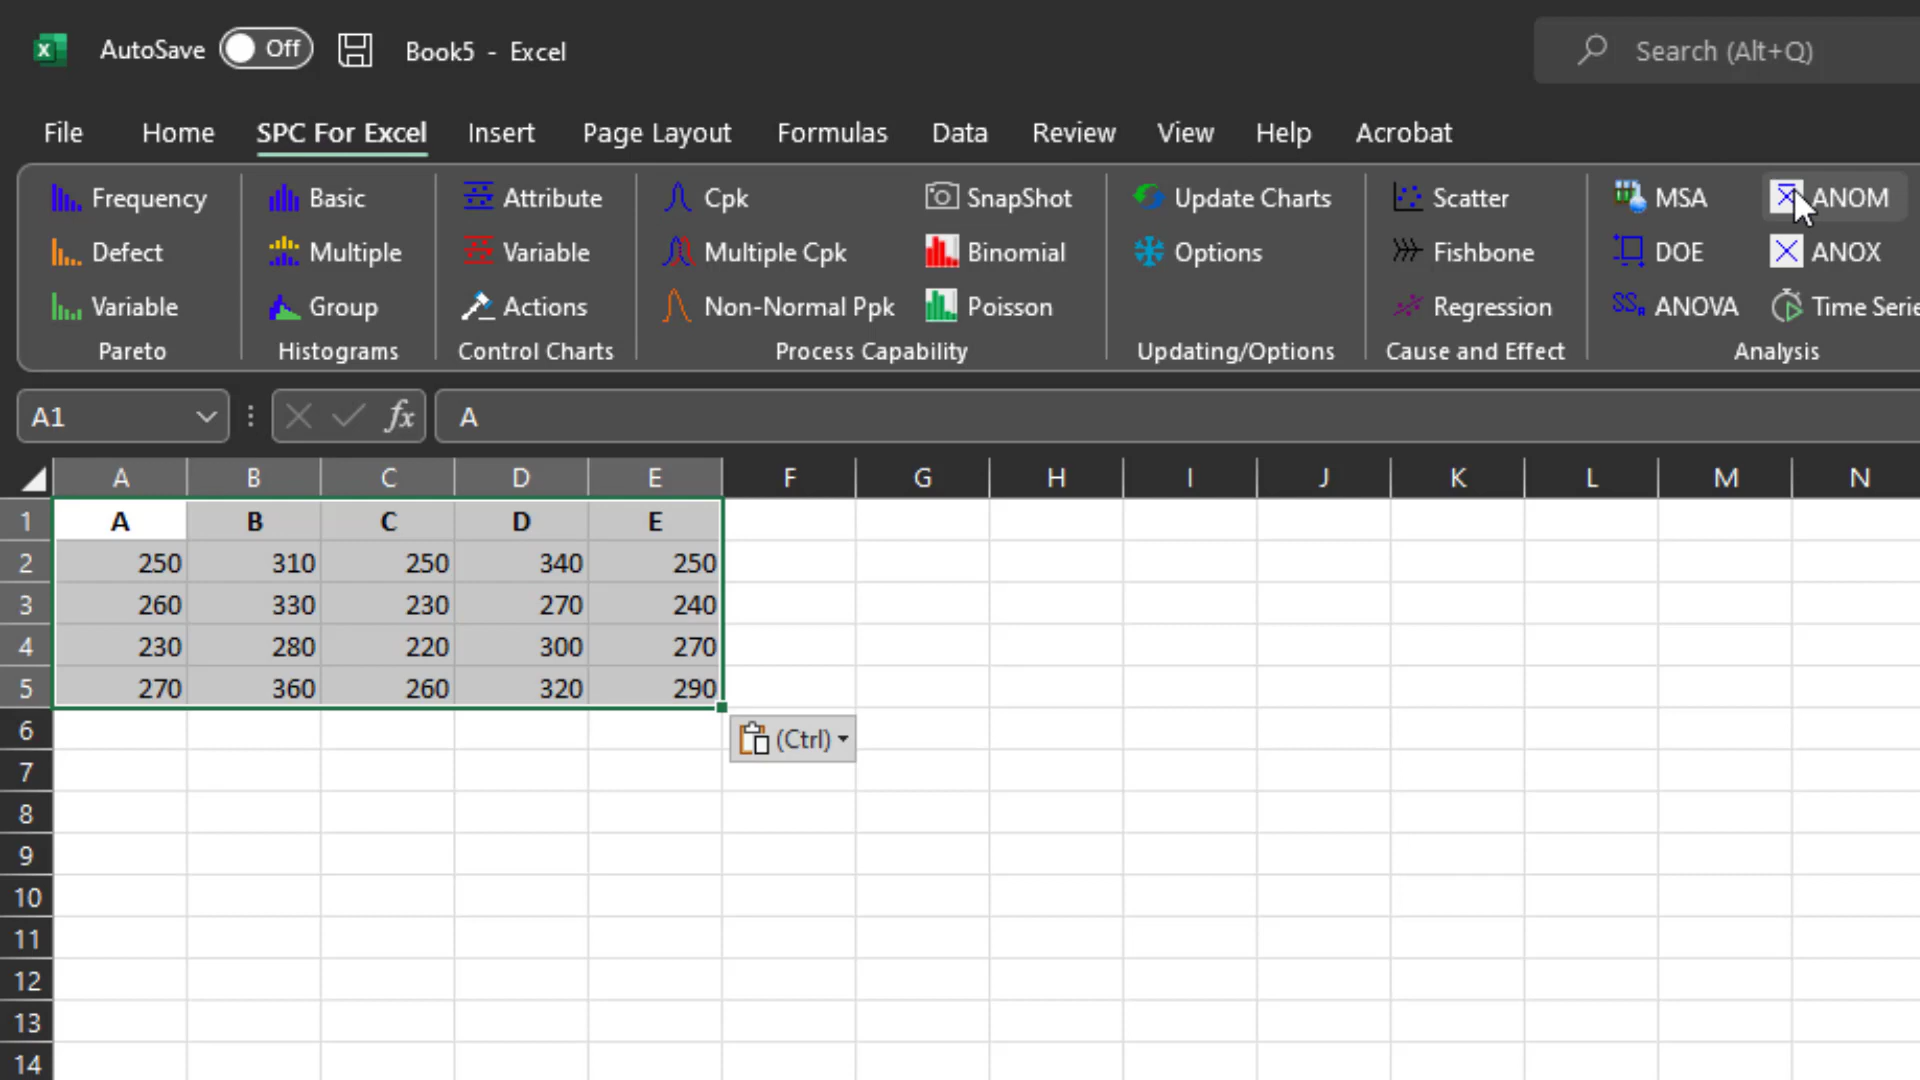 AutoSave Off Book5 - Excel Search (Alt+Q)
File Home SPC For Excel Insert Page Layout Formulas Data Review View Help Acrobat
Frequency Basic Attribute Cpk SnapShot Update Charts Scatter MSA ANOM
Defect Multiple Variable Multiple Cpk Binomial Options Fishbone DOE ANOX
Variable Group Actions Non-Normal Ppk Poisson Regression ANOVA Time Serie
Pareto Histograms Control Charts Process Capability Updating/Options Cause and Effect Analysis
A1 fx A
A B C D E F G H I J K L M N
1 A B C D E
2 250 310 250 340 250
3 260 330 230 270 240
4 230 280 220 300 270
5 270 360 260 320 290
6 (Ctrl)
7
8
9
10
11
12
13
14